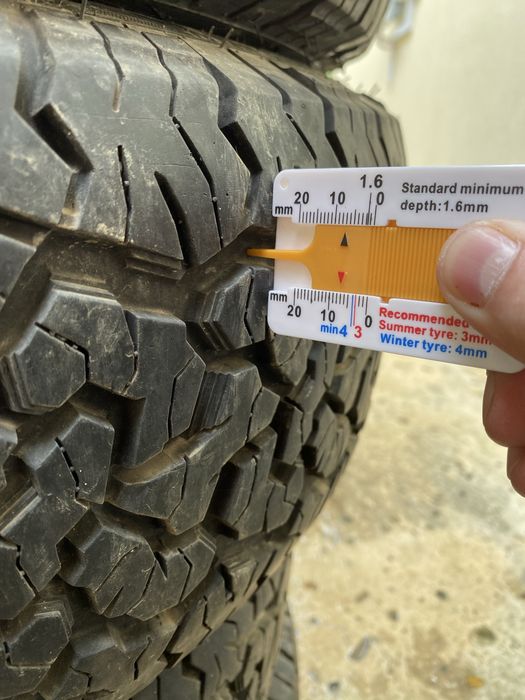 1.6
mm 20 10 0
Standard minimum
depth:1.6mm
mm
20 10 0
min4 3
Recommended
Summer tyre: 3mm
Winter tyre: 4mm